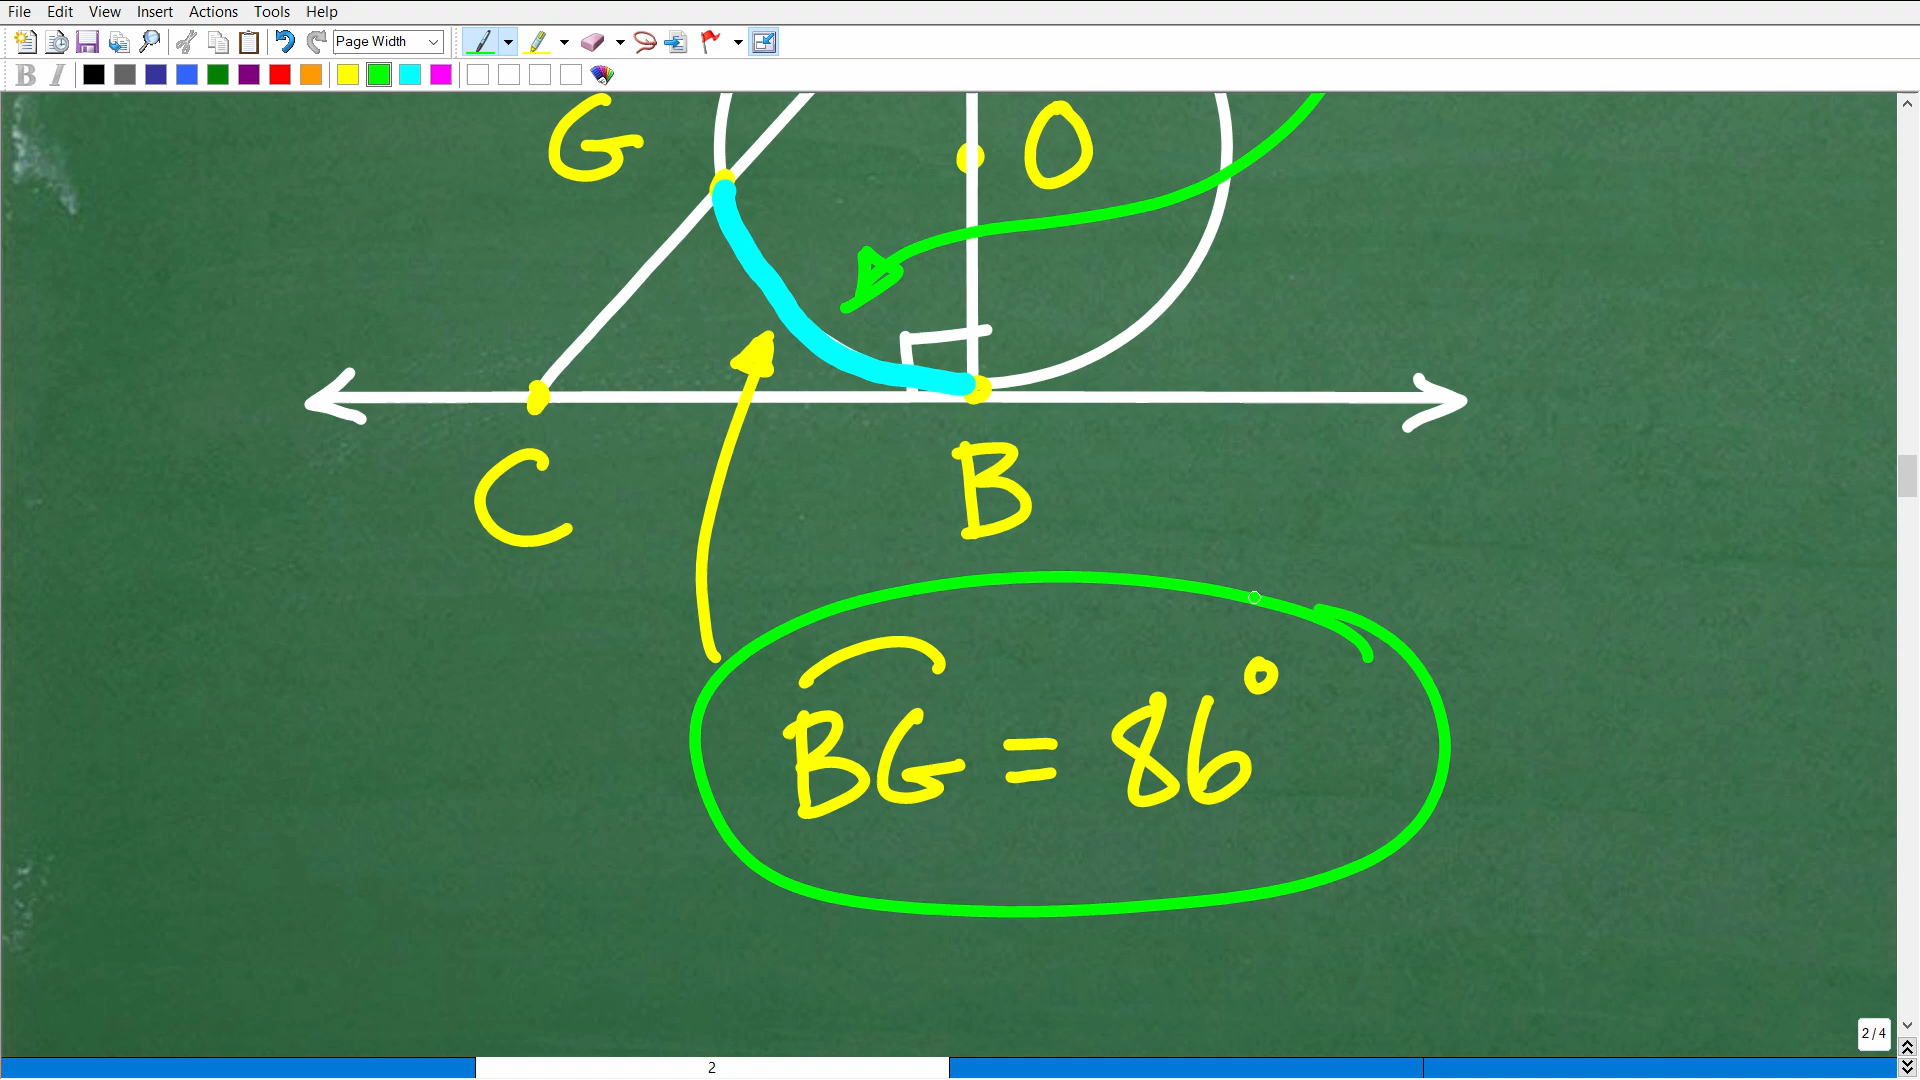 File Edit View Insert Actions Tools Help
Page Width
B I
G O
C B
BG = 86°
2 / 4
2